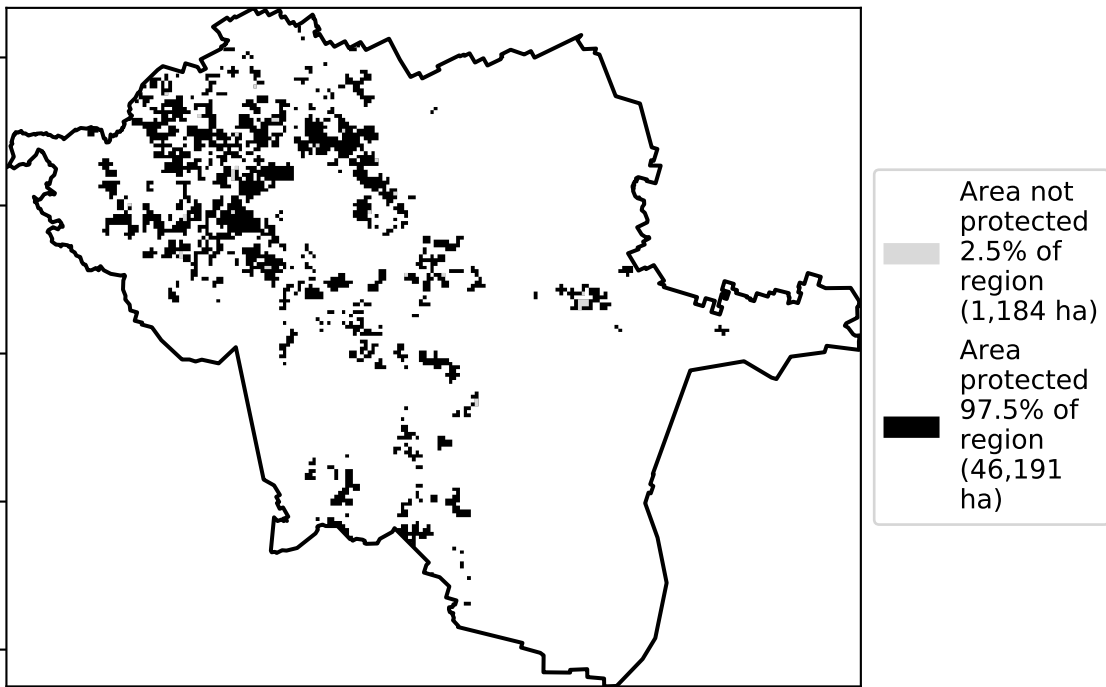 Area not
protected
2.5% of
region
(1,184 ha)
Area
protected
97.5% of
region
(46,191
ha)